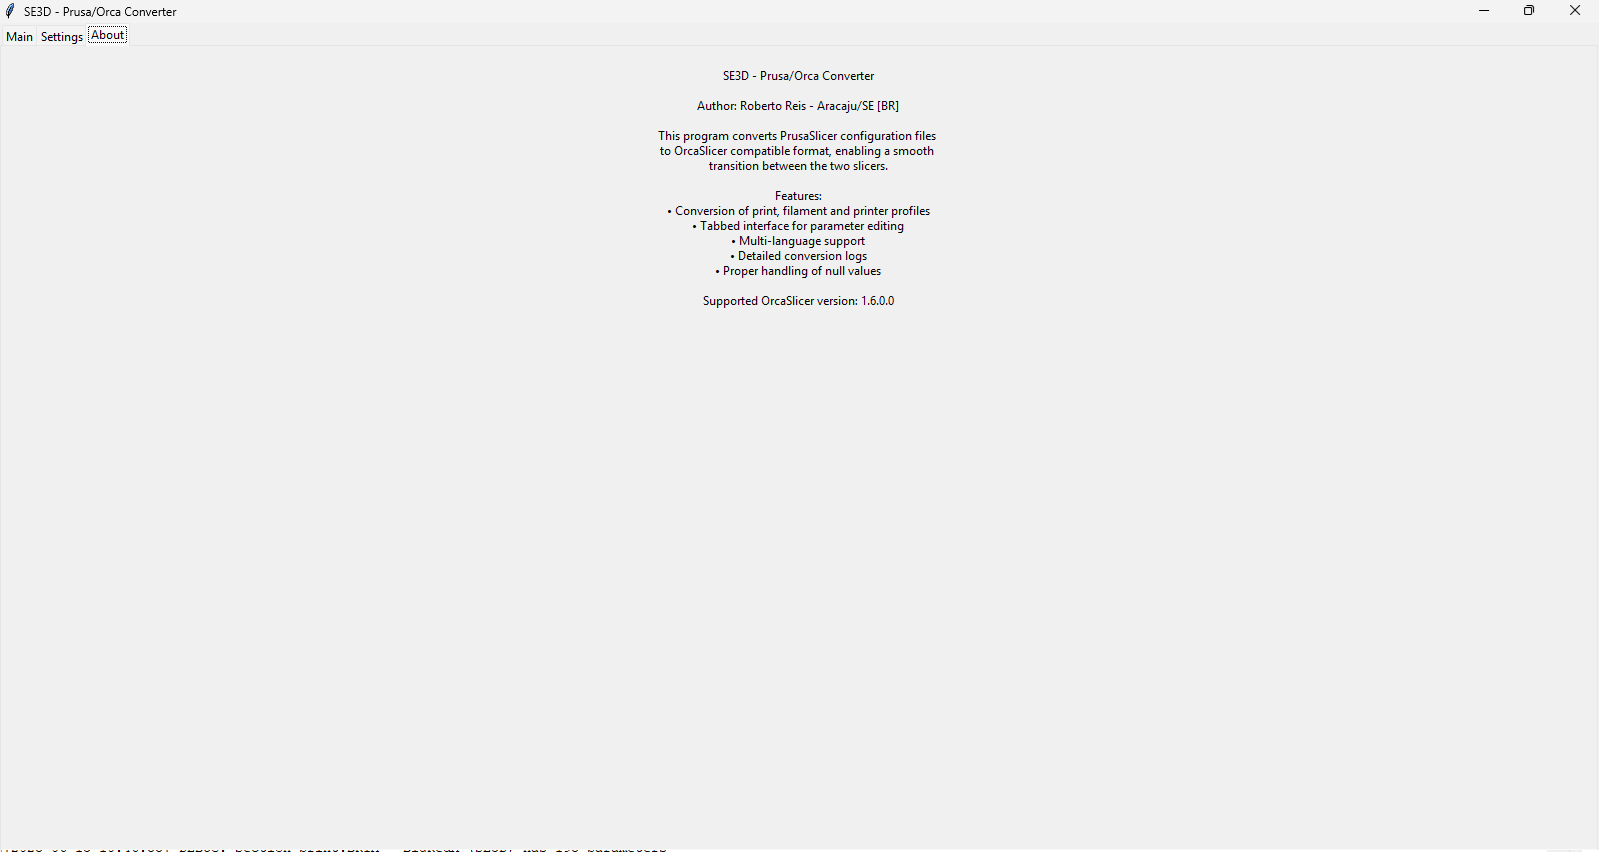 SE3D - Prusa/Orca Converter
Main Settings About
SE3D - Prusa/Orca Converter
Author: Roberto Reis - Aracaju/SE [BR]
This program converts PrusaSlicer configuration files
to OrcaSlicer compatible format, enabling a smooth
transition between the two slicers.
Features:
• Conversion of print, filament and printer profiles
• Tabbed interface for parameter editing
• Multi-language support
• Detailed conversion logs
• Proper handling of null values
Supported OrcaSlicer version: 1.6.0.0